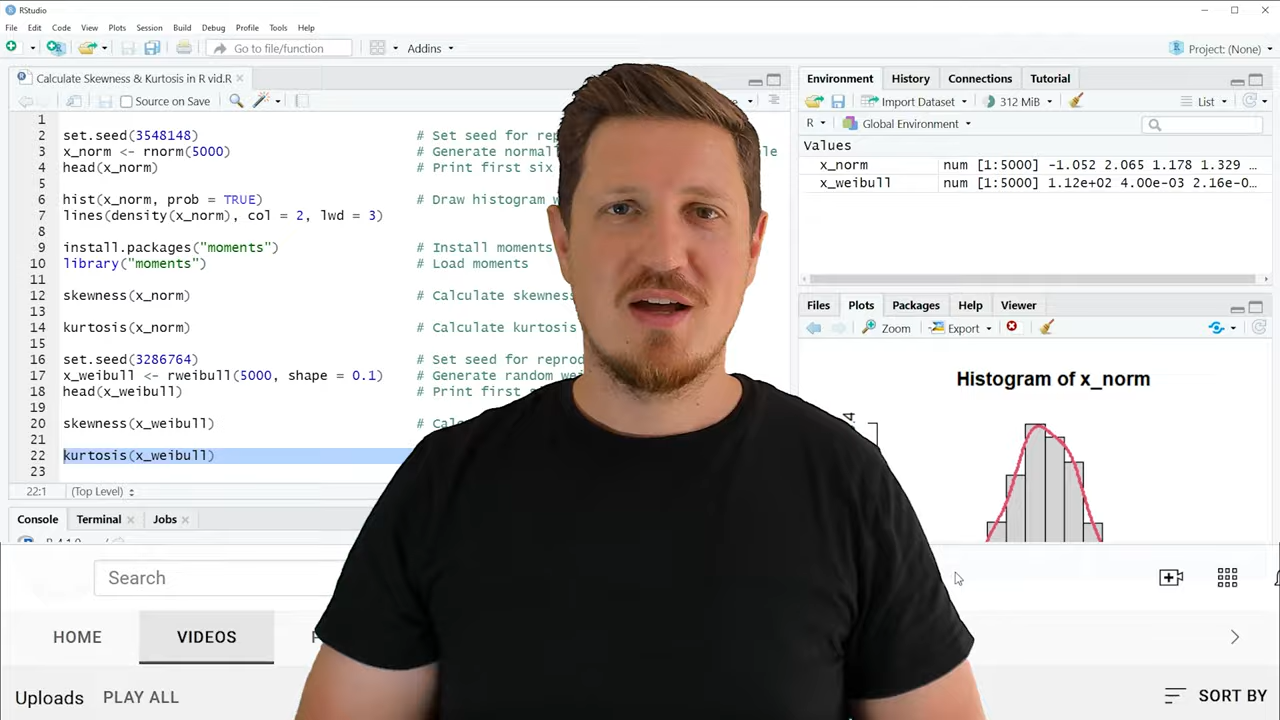 RStudio
File Edit Code View Plots Session Build Debug Profile Tools Help
Go to file/function
Addins
Project: (None)
Calculate Skewness & Kurtosis in R vid.R
Source on Save
1
2 set.seed(3548148) # Set seed for
3 x_norm <- rnorm(5000) # Generate
4 head(x_norm) # Print first six
5
6 hist(x_norm, prob = TRUE) # Draw histogram
7 lines(density(x_norm), col = 2, lwd = 3)
8
9 install.packages("moments") # Install moments
10 library("moments") # Load moments
11
12 skewness(x_norm) # Calculate
13
14 kurtosis(x_norm) # Calculate kurtosis
15
16 set.seed(3286764) # Set seed for
17 x_weibull <- rweibull(5000, shape = 0.1) # Generate random
18 head(x_weibull) # Print first
19
20 skewness(x_weibull) #
21
22 kurtosis(x_weibull)
23
22:1 (Top Level)
Console Terminal Jobs
Environment History Connections Tutorial
Import Dataset 312 MiB List
R Global Environment
Values
x_norm num [1:5000] -1.052 2.065 1.178 1.329 ...
x_weibull num [1:5000] 1.12e+02 4.00e-03 2.16e-0…
Files Plots Packages Help Viewer
Zoom Export
Histogram of x_norm
Search
HOME VIDEOS
Uploads PLAY ALL SORT BY